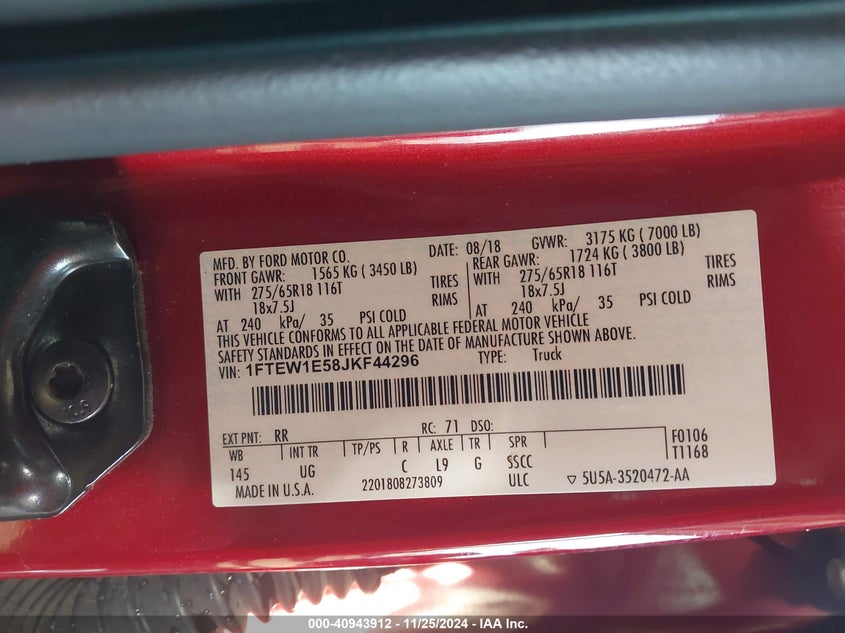 MFD. BY FORD MOTOR CO. DATE: 08/18 GVWR: 3175 KG ( 7000 LB)
FRONT GAWR: 1565 KG ( 3450 LB) REAR GAWR: 1724 KG ( 3800 LB)
WITH 275/65R18 116T TIRES WITH 275/65R18 116T TIRES
18x7.5J RIMS 18x7.5J RIMS
AT 240 kPa/ 35 PSI COLD AT 240 kPa/ 35 PSI COLD
THIS VEHICLE CONFORMS TO ALL APPLICABLE FEDERAL MOTOR VEHICLE
SAFETY STANDARDS IN EFFECT ON THE DATE OF MANUFACTURE SHOWN ABOVE.
VIN: 1FTEW1E58JKF44296 TYPE: Truck
EXT PNT: RR RC: 71 DSO: F0106
WB INT TR TP/PS R AXLE TR SPR T1168
145 UG C L9 G SSCC
MADE IN U.S.A. 2201808273809 ULC ▽ 5U5A-3520472-AA
10.9
000-40943912 - 11/25/2024 - IAA Inc.